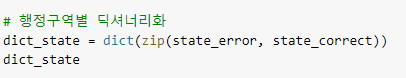 # 행정구역별 딕셔너리화
dict_state = dict(zip(state_error, state_correct))
dict_state